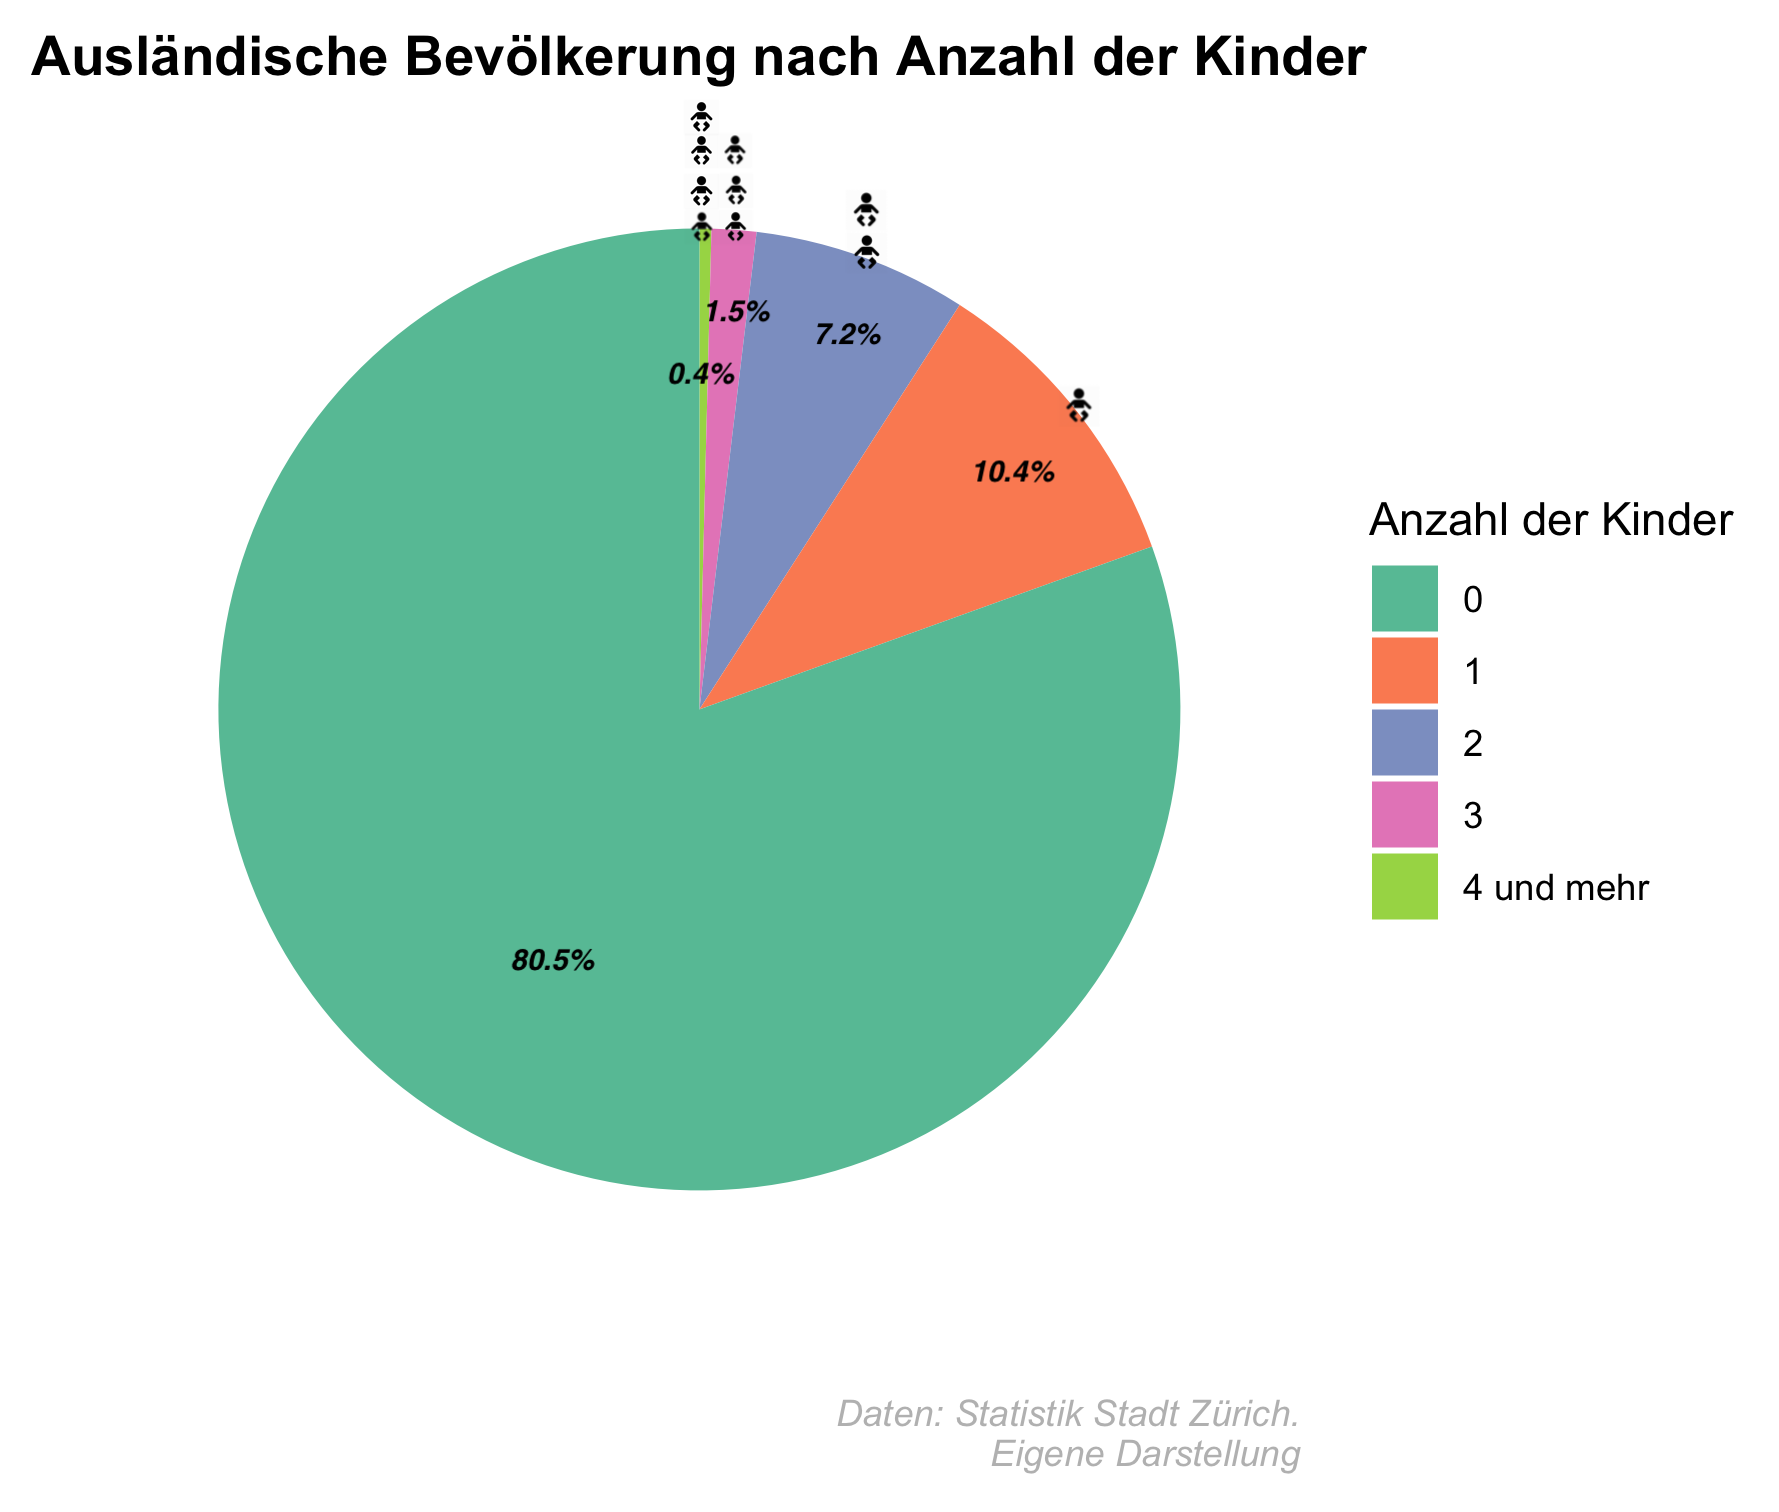 Ausländische Bevölkerung nach Anzahl der Kinder
1.5%
7.2%
0.4%
10.4%
80.5%
Anzahl der Kinder
0
1
2
3
4 und mehr
Daten: Statistik Stadt Zürich.
Eigene Darstellung